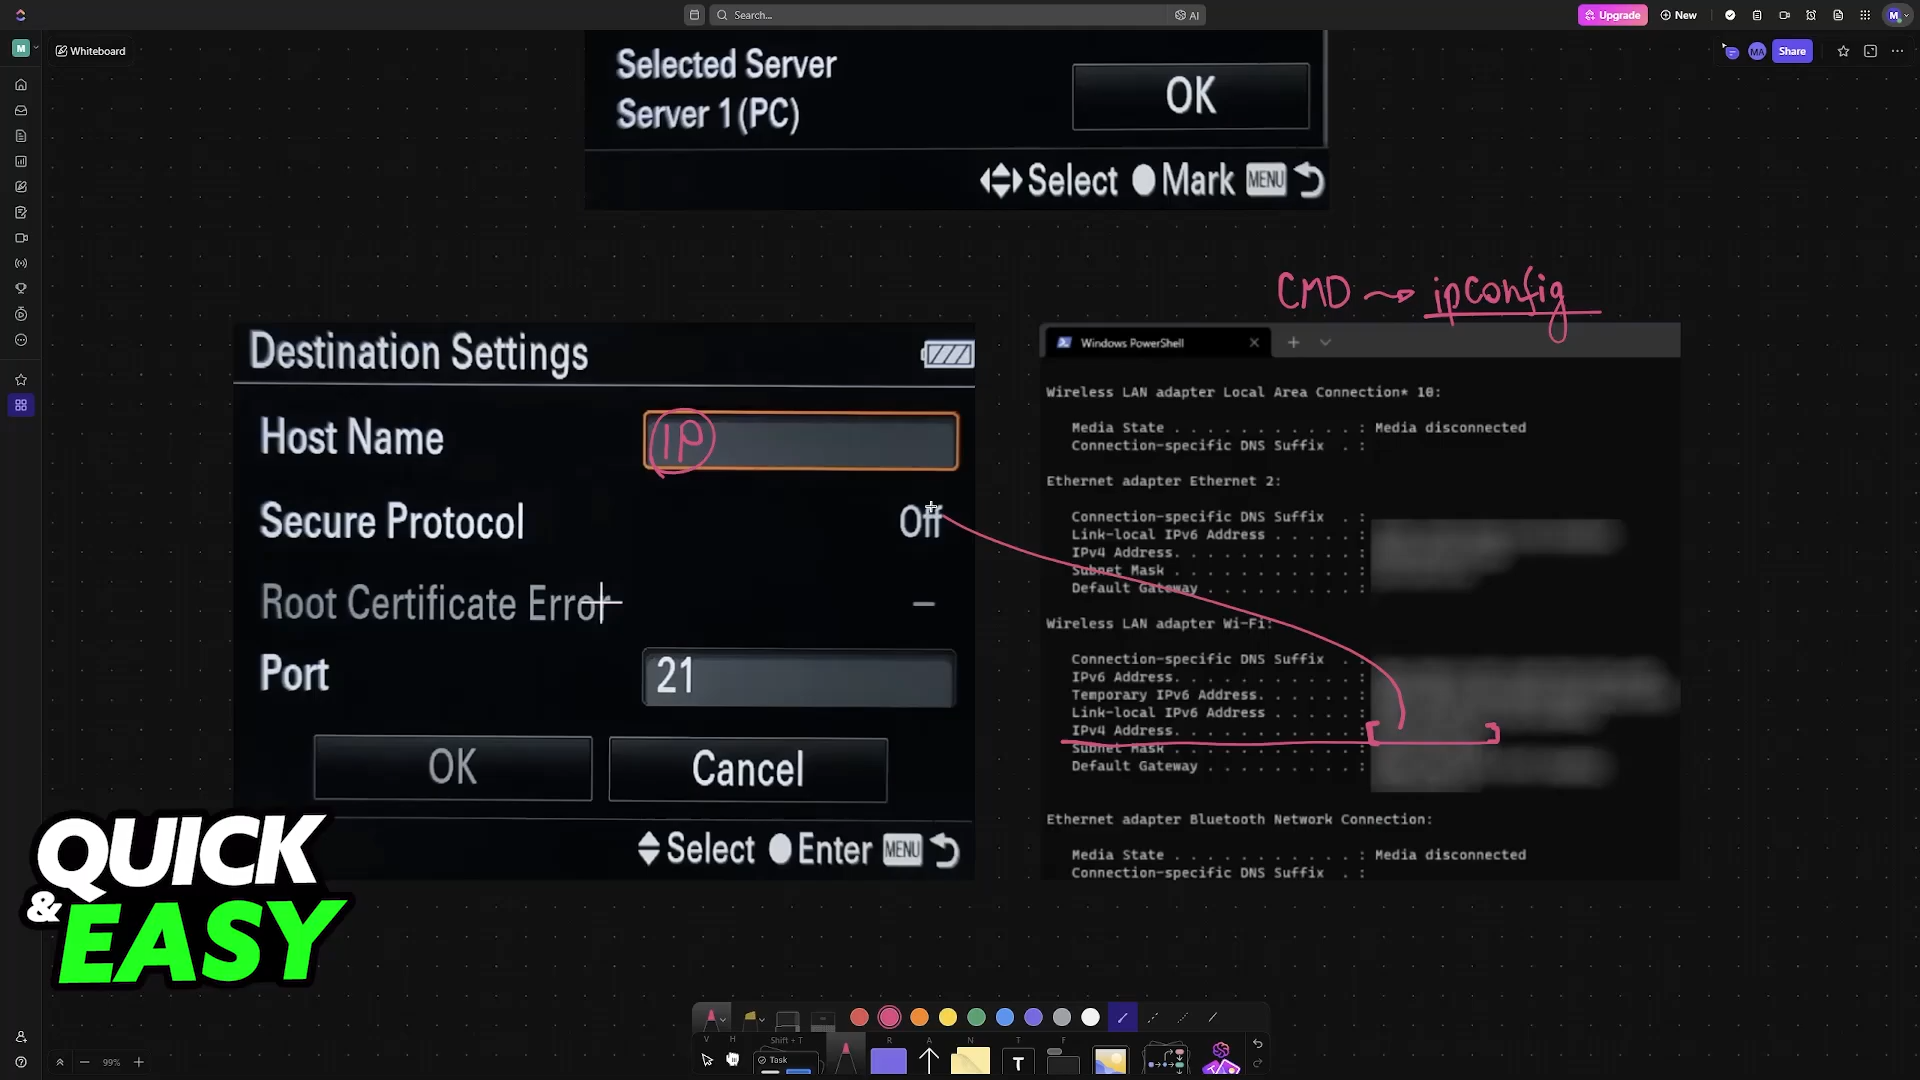 Search...
AI
Upgrade
New
M
M
Whiteboard
MA
Share
Selected Server
Server 1 (PC)
OK
Select Mark MENU
CMD → ipconfig
Destination Settings
Host Name
IP
Secure Protocol
Off
Root Certificate Error
–
Port
21
OK
Cancel
Select Enter MENU
Windows PowerShell
Wireless LAN adapter Local Area Connection* 10:
Media State . . . . . . . . . . . : Media disconnected
Connection-specific DNS Suffix . :
Ethernet adapter Ethernet 2:
Connection-specific DNS Suffix . :
Link-local IPv6 Address . . . . . :
IPv4 Address. . . . . . . . . . . :
Subnet Mask . . . . . . . . . . . :
Default Gateway . . . . . . . . . :
Wireless LAN adapter Wi-Fi:
Connection-specific DNS Suffix . :
IPv6 Address. . . . . . . . . . . :
Temporary IPv6 Address. . . . . . :
Link-local IPv6 Address . . . . . :
IPv4 Address. . . . . . . . . . . :
Subnet Mask . . . . . . . . . . . :
Default Gateway . . . . . . . . . :
Ethernet adapter Bluetooth Network Connection:
Media State . . . . . . . . . . . : Media disconnected
Connection-specific DNS Suffix . :
QUICK
& EASY
99%
V H Shift + T R A N T F
Task
T